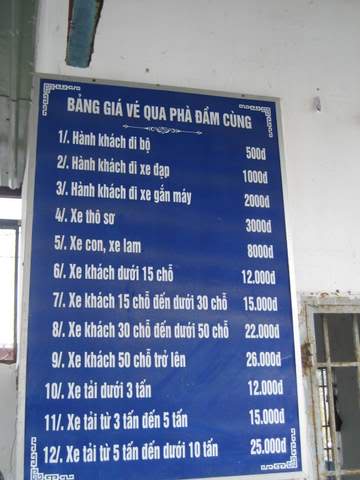 BẢNG GIÁ VÉ QUA PHÀ ĐẦM CÙNG
1/. Hành khách đi bộ 500đ
2/. Hành khách đi xe đạp 1000đ
3/. Hành khách đi xe gắn máy 2000đ
4/. Xe thô sơ 3000đ
5/. Xe con, xe lam 8000đ
6/. Xe khách dưới 15 chỗ 12.000đ
7/. Xe khách 15 chỗ đến dưới 30 chỗ 15.000đ
8/. Xe khách 30 chỗ đến dưới 50 chỗ 22.000đ
9/. Xe khách 50 chỗ trở lên 26.000đ
10/. Xe tải dưới 3 tấn 12.000đ
11/. Xe tải từ 3 tấn đến 5 tấn 15.000đ
12/. Xe tải từ 5 tấn đến dưới 10 tấn 25.000đ